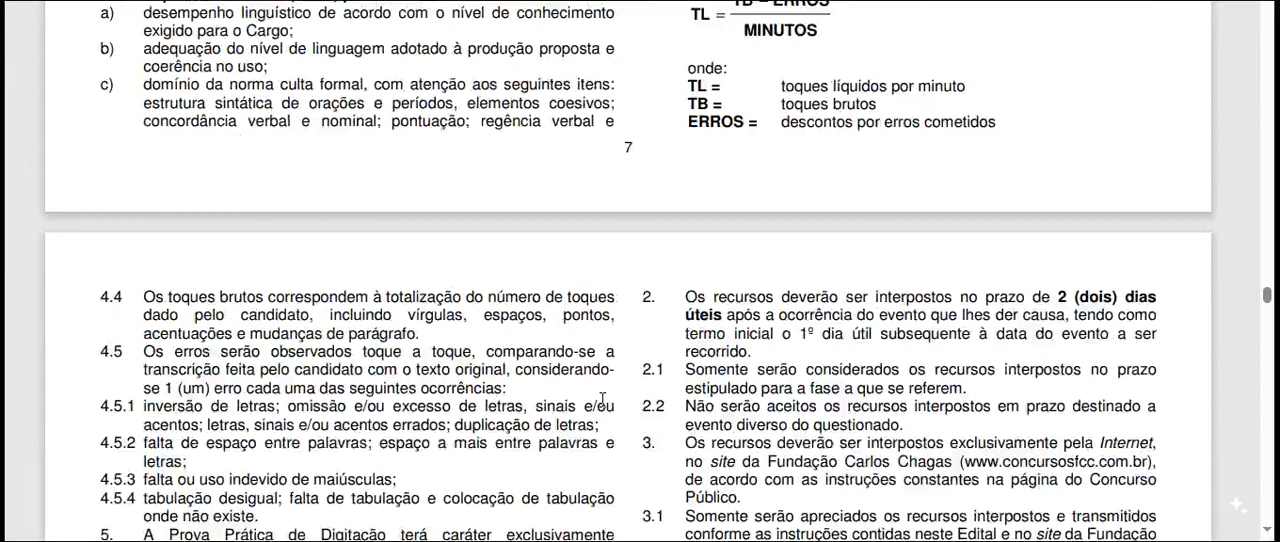 a) desempenho linguístico de acordo com o nível de conhecimento
exigido para o Cargo;
b) adequação do nível de linguagem adotado à produção proposta e
coerência no uso;
c) domínio da norma culta formal, com atenção aos seguintes itens:
estrutura sintática de orações e períodos, elementos coesivos;
concordância verbal e nominal; pontuação; regência verbal e
TB – ERROS
TL =
MINUTOS
onde:
TL = toques líquidos por minuto
TB = toques brutos
ERROS = descontos por erros cometidos
7
4.4 Os toques brutos correspondem à totalização do número de toques
dado pelo candidato, incluindo vírgulas, espaços, pontos,
acentuações e mudanças de parágrafo.
4.5 Os erros serão observados toque a toque, comparando-se a
transcrição feita pelo candidato com o texto original, considerando-
se 1 (um) erro cada uma das seguintes ocorrências:
4.5.1 inversão de letras; omissão e/ou excesso de letras, sinais e/ou
acentos; letras, sinais e/ou acentos errados; duplicação de letras;
4.5.2 falta de espaço entre palavras; espaço a mais entre palavras e
letras;
4.5.3 falta ou uso indevido de maiúsculas;
4.5.4 tabulação desigual; falta de tabulação e colocação de tabulação
onde não existe.
5. A Prova Prática de Digitação terá caráter exclusivamente
2. Os recursos deverão ser interpostos no prazo de 2 (dois) dias
úteis após a ocorrência do evento que lhes der causa, tendo como
termo inicial o 1º dia útil subsequente à data do evento a ser
recorrido.
2.1 Somente serão considerados os recursos interpostos no prazo
estipulado para a fase a que se referem.
2.2 Não serão aceitos os recursos interpostos em prazo destinado a
evento diverso do questionado.
3. Os recursos deverão ser interpostos exclusivamente pela Internet,
no site da Fundação Carlos Chagas (www.concursosfcc.com.br),
de acordo com as instruções constantes na página do Concurso
Público.
3.1 Somente serão apreciados os recursos interpostos e transmitidos
conforme as instruções contidas neste Edital e no site da Fundação